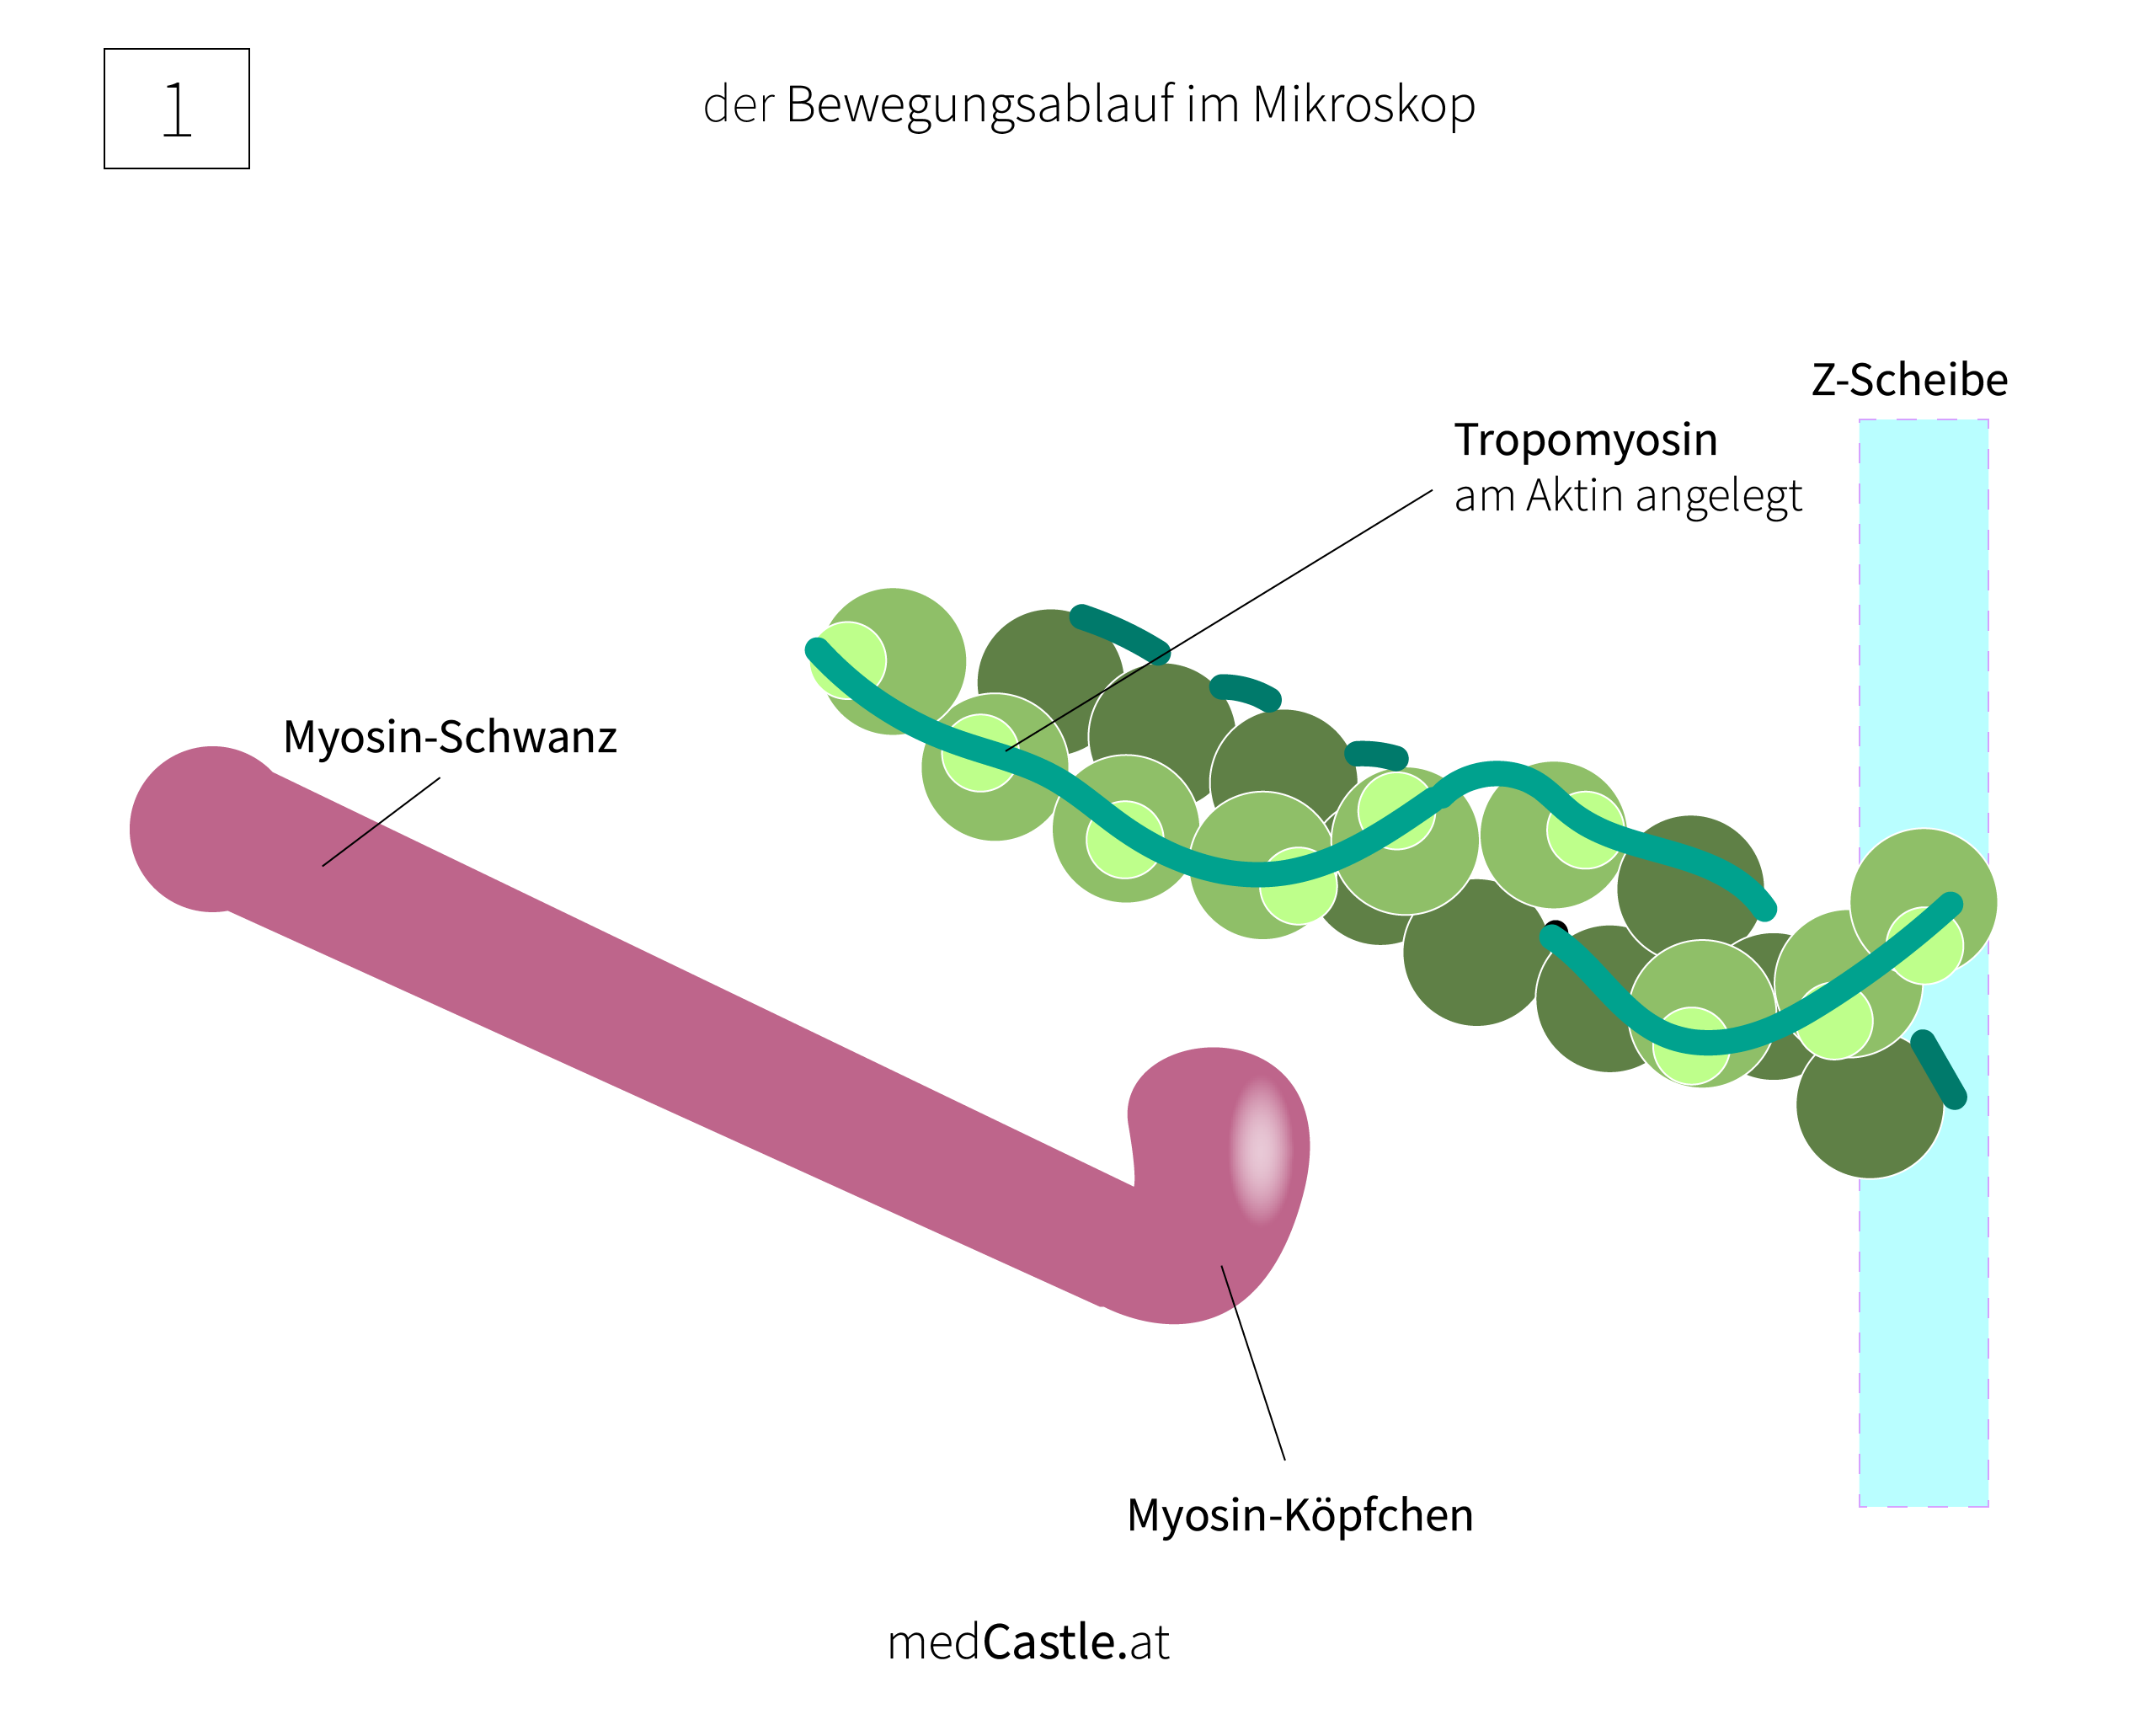 1
der Bewegungsablauf im Mikroskop
Z-Scheibe
Tropomyosin
am Aktin angelegt
Myosin-Schwanz
Myosin-Köpfchen
medCastle.at